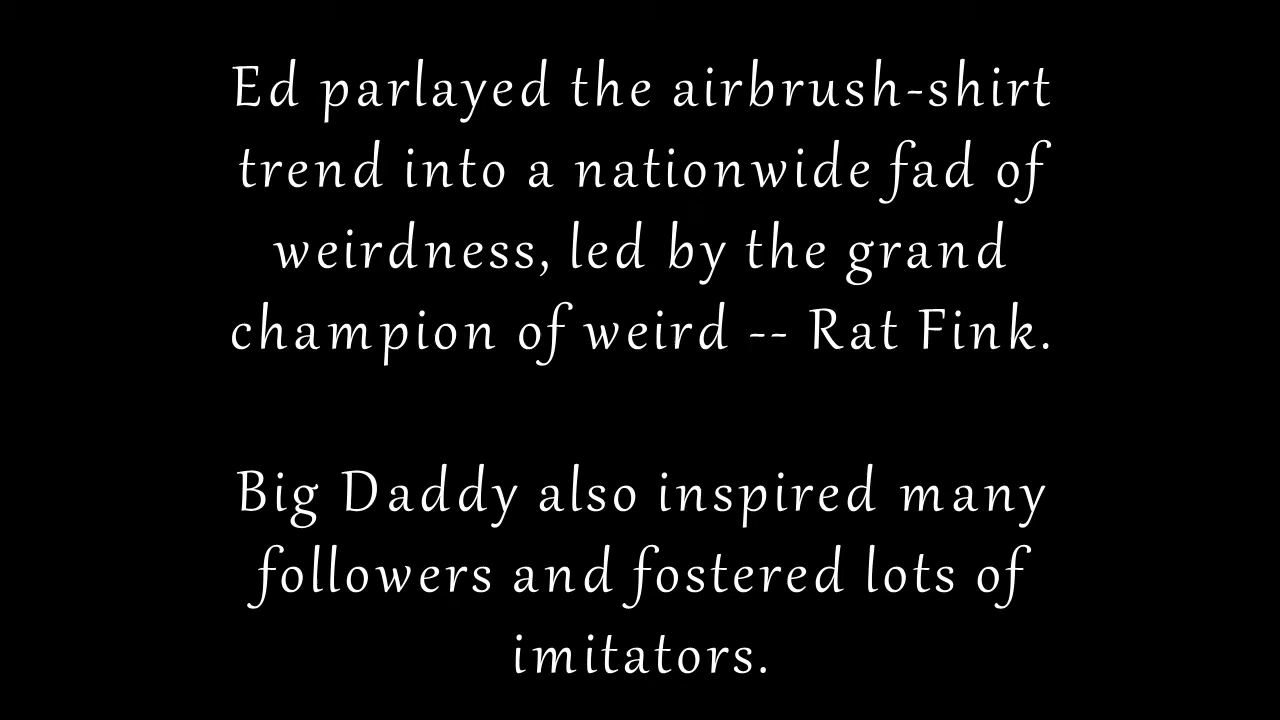 Ed parlayed the airbrush-shirt
trend into a nationwide fad of
weirdness, led by the grand
champion of weird -- Rat Fink.
Big Daddy also inspired many
followers and fostered lots of
imitators.